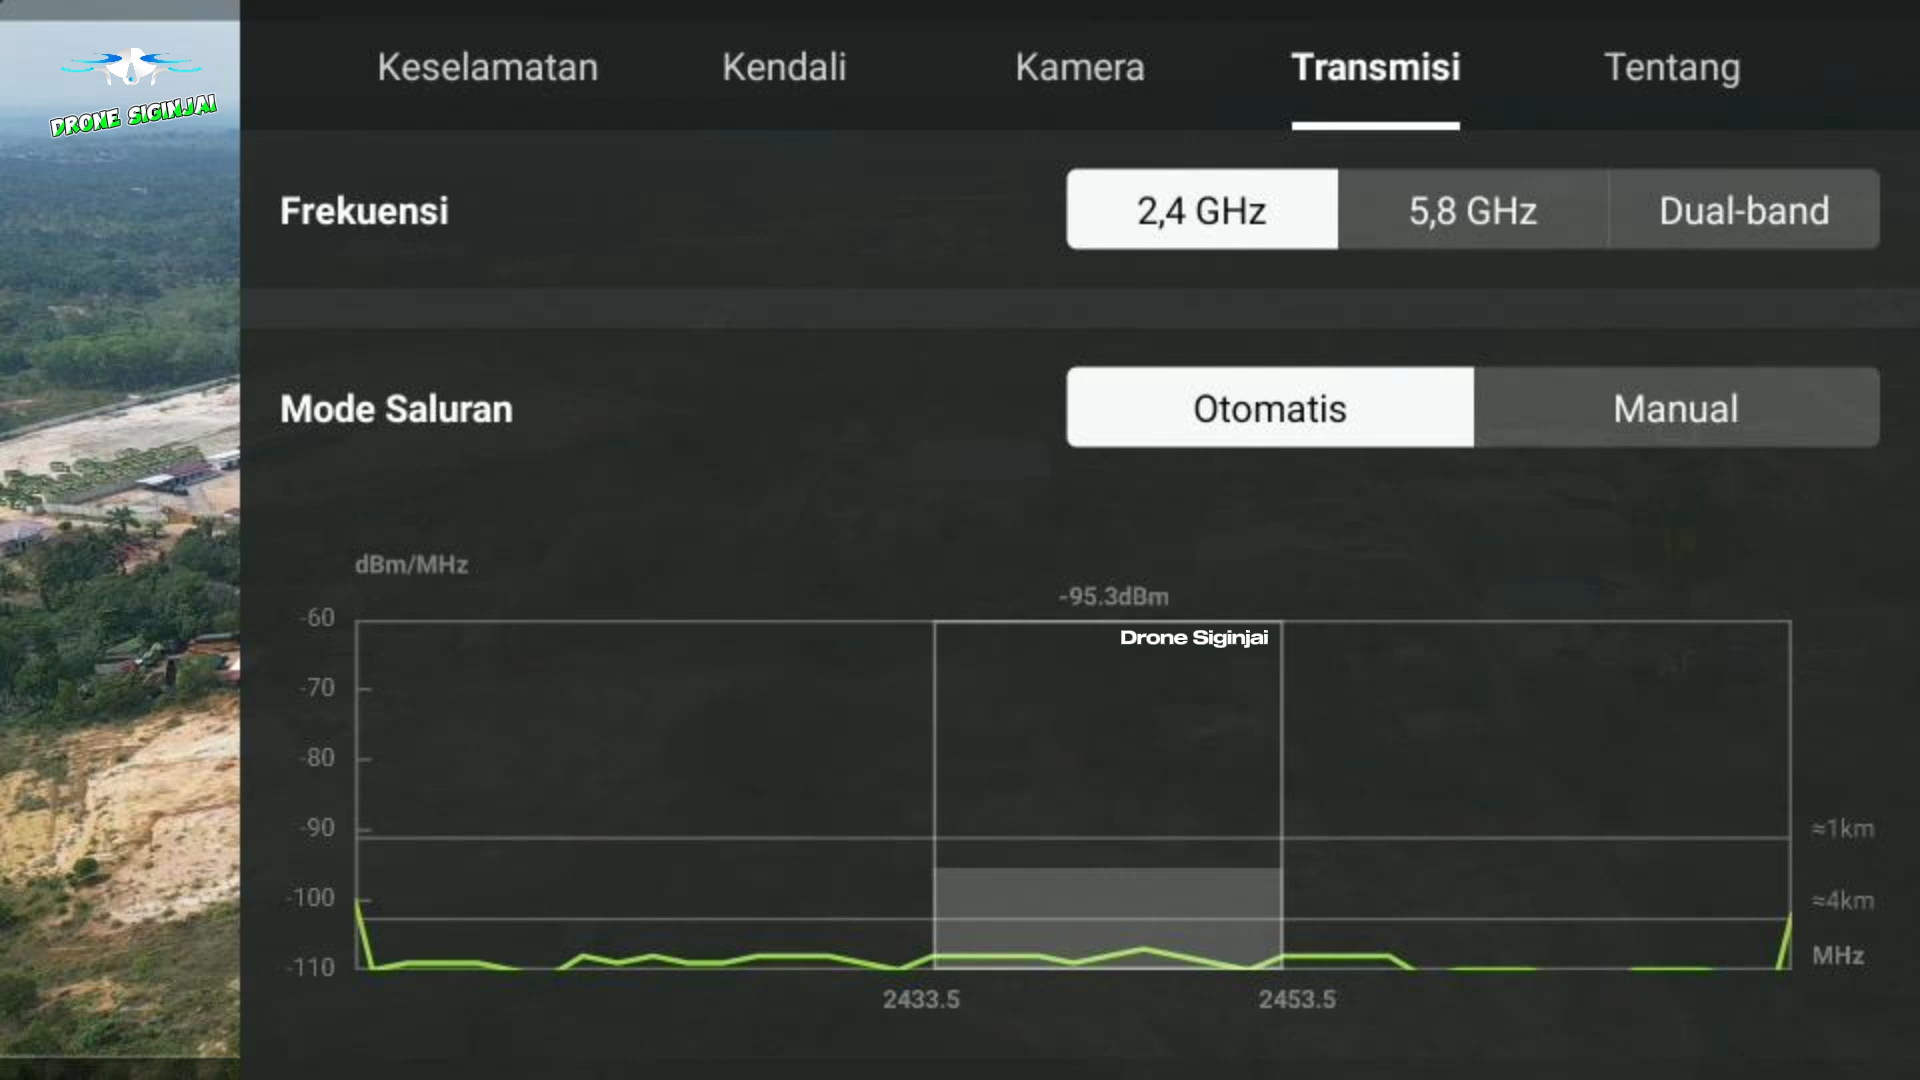 DRONE SIGINJAI
Keselamatan Kendali Kamera Transmisi Tentang
Frekuensi 2,4 GHz 5,8 GHz Dual-band
Mode Saluran Otomatis Manual
dBm/MHz
-95.3dBm
-60
Drone Siginjai
-70
-80
-90 ≈1km
-100 ≈4km
-110 MHz
2433.5 2453.5